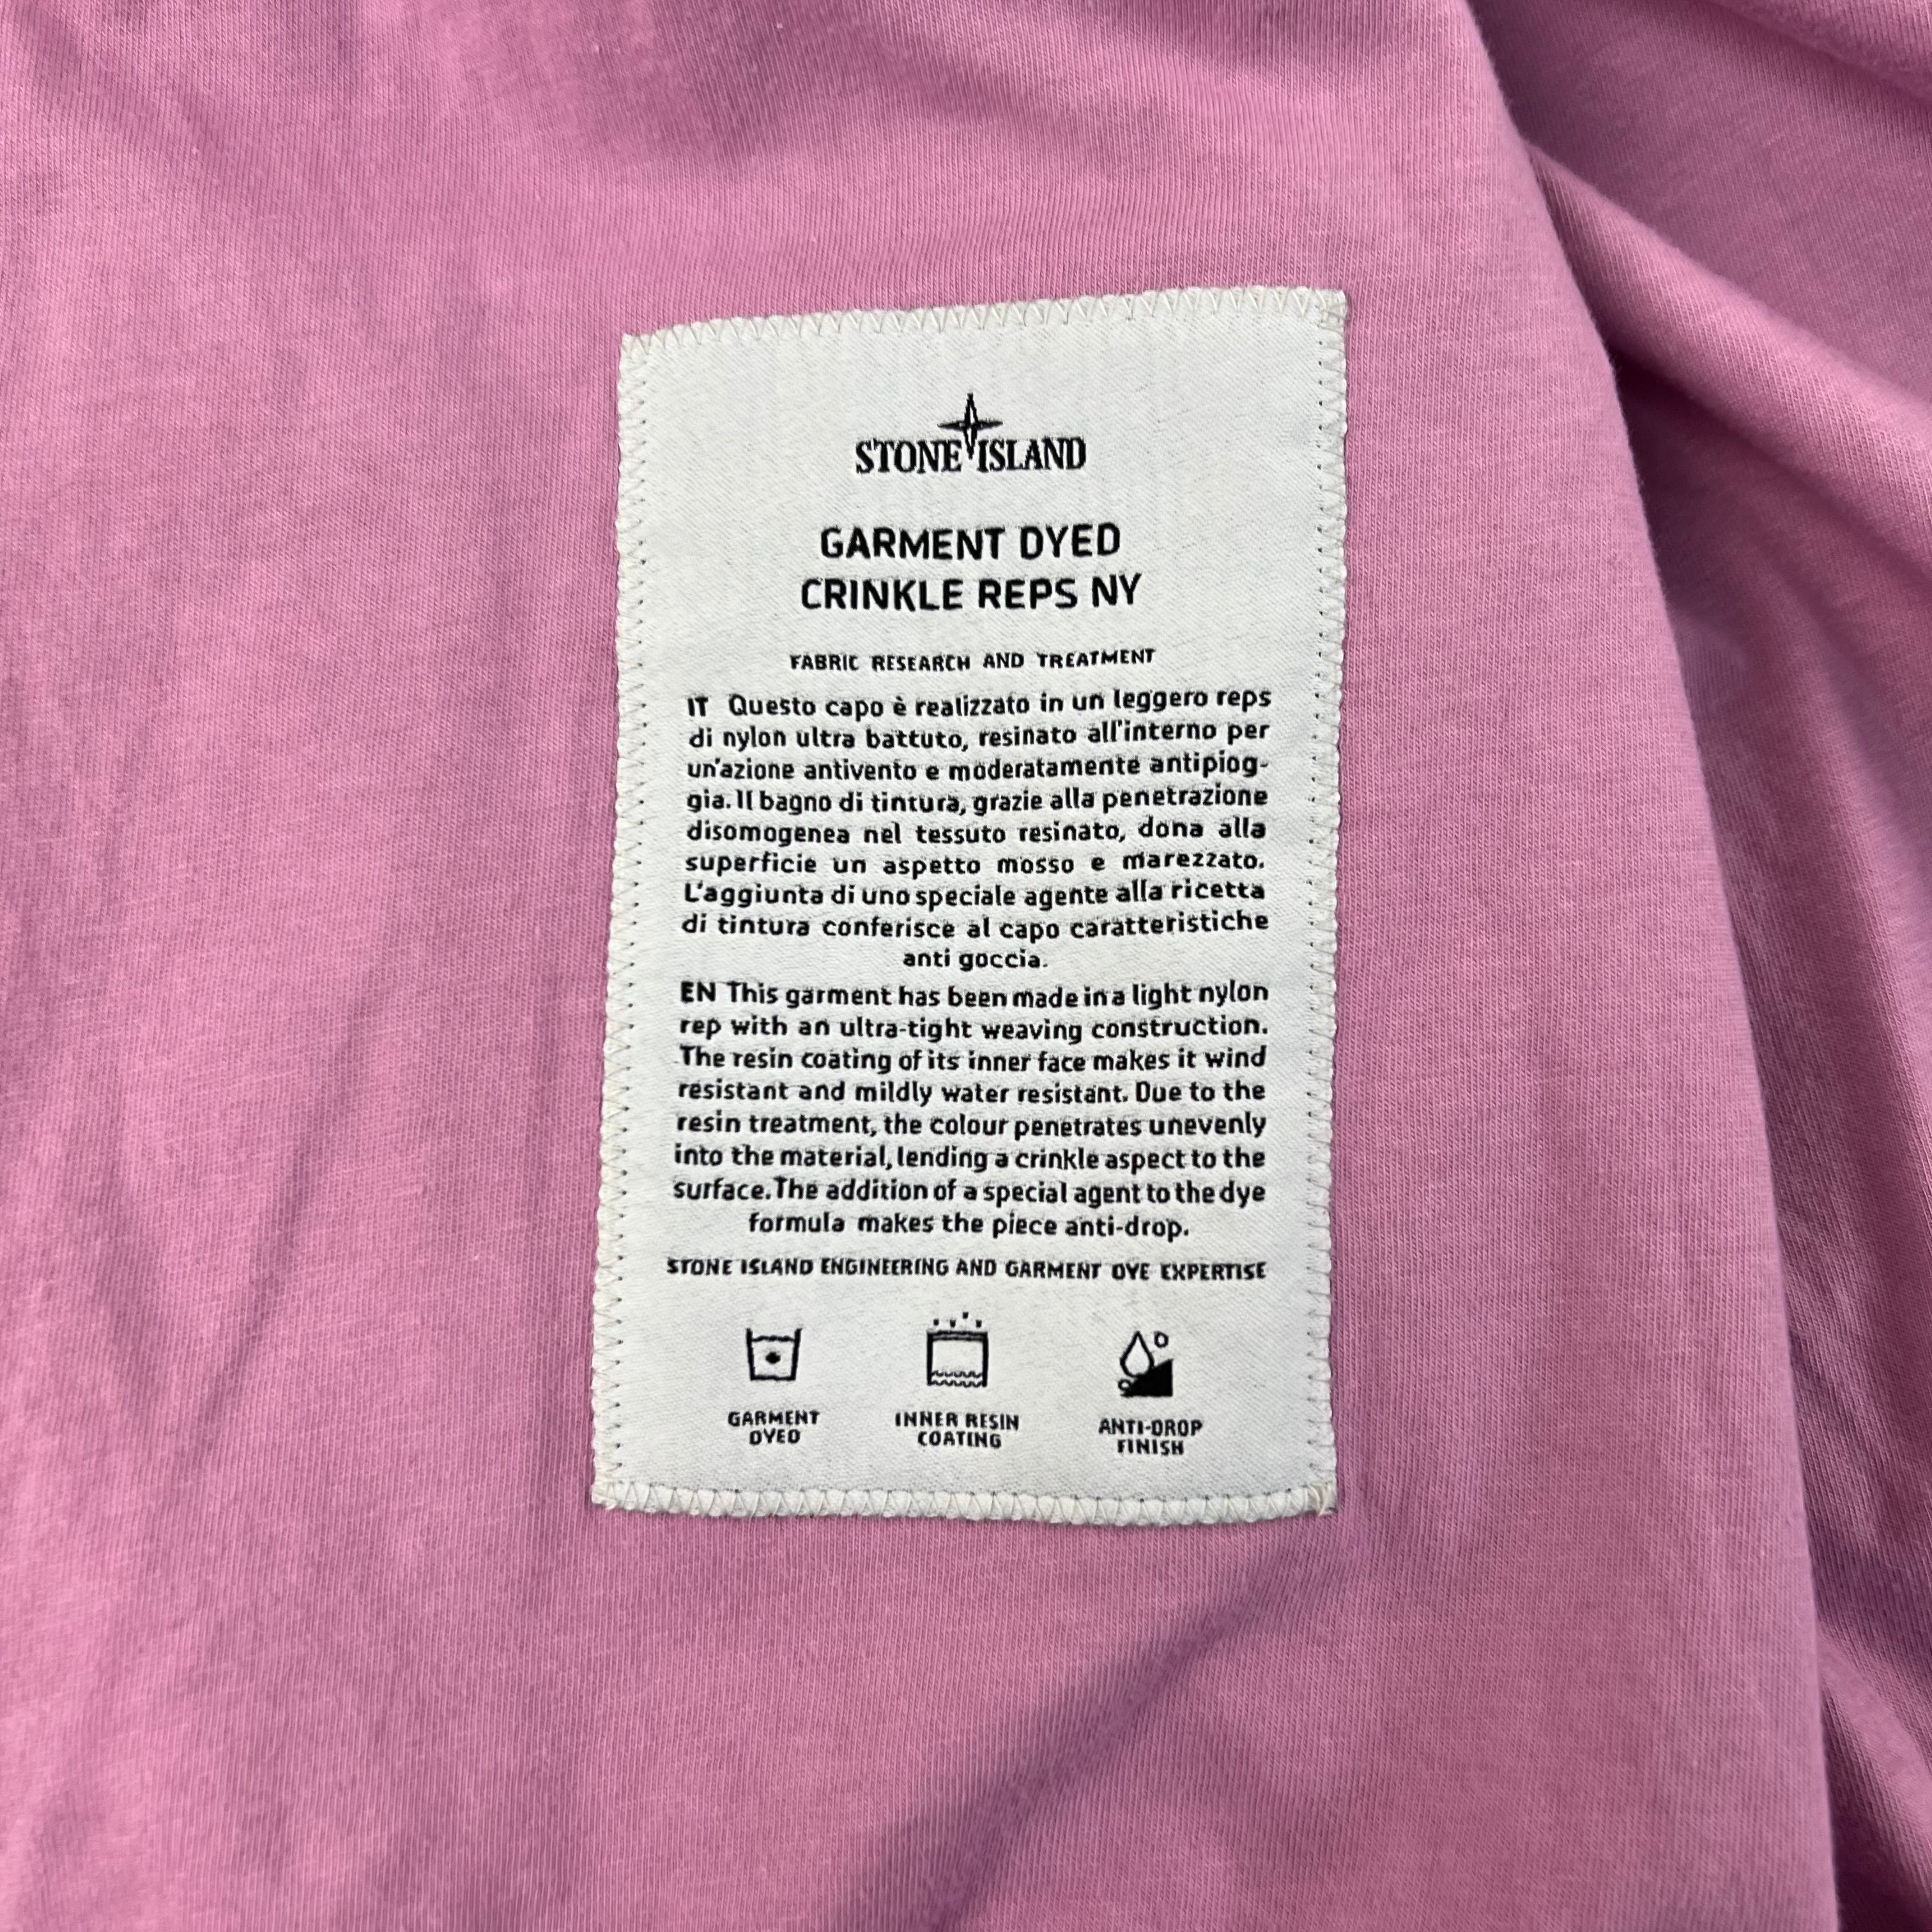 STONE ISLAND
GARMENT DYED
CRINKLE REPS NY
FABRIC RESEARCH AND TREATMENT
IT Questo capo è realizzato in un leggero reps
di nylon ultra battuto, resinato all'interno per
un'azione antivento e moderatamente antipiog-
gia. Il bagno di tintura, grazie alla penetrazione
disomogenea nel tessuto resinato, dona alla
superficie un aspetto mosso e marezzato.
L'aggiunta di uno speciale agente alla ricetta
di tintura conferisce al capo caratteristiche
anti goccia.
EN This garment has been made in a light nylon
rep with an ultra-tight weaving construction.
The resin coating of its inner face makes it wind
resistant and mildly water resistant. Due to the
resin treatment, the colour penetrates unevenly
into the material, lending a crinkle aspect to the
surface. The addition of a special agent to the dye
formula makes the piece anti-drop.
STONE ISLAND ENGINEERING AND GARMENT DYE EXPERTISE
GARMENT
DYED
INNER RESIN
COATING
ANTI-DROP
FINISH